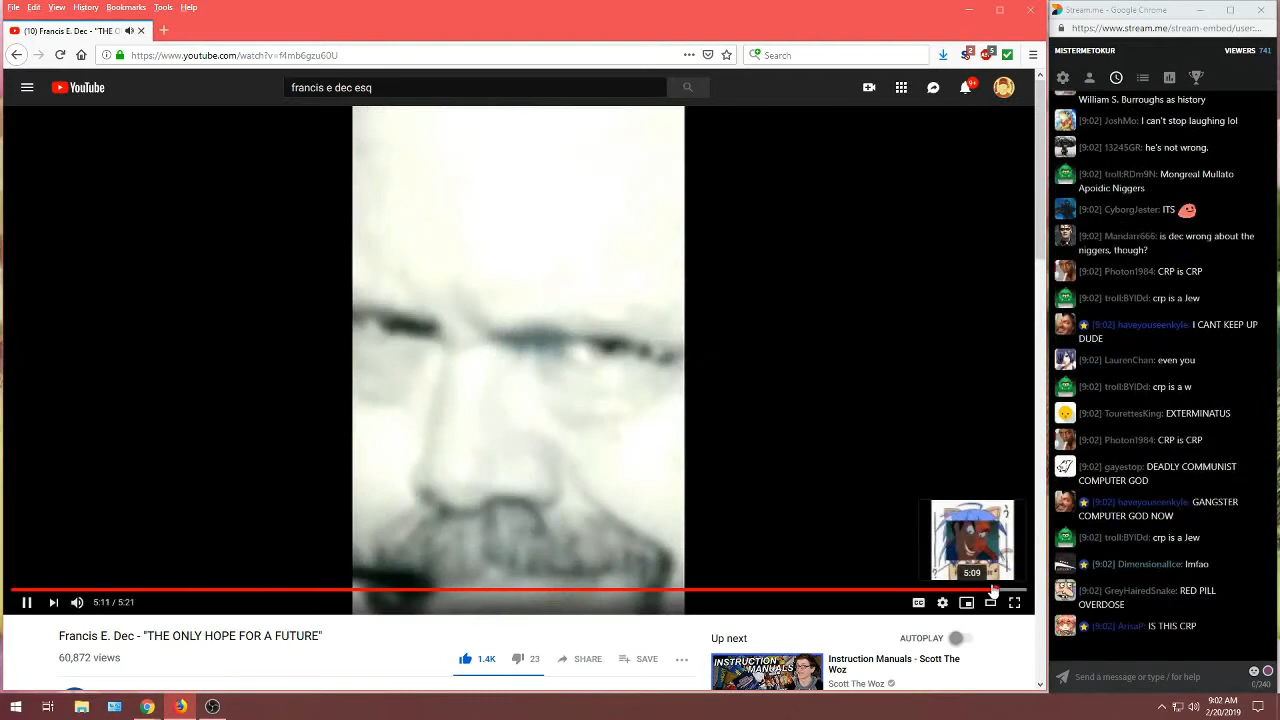 File Edit View History Bookmarks Tools Help
(10) Francis E. Dec - "THE O
https://www.youtube.com/watch?v=f4mb6gzu60U
Search
2
5
YouTube
francis e dec esq
9+
5:09
5:11 / 5:21
Francis E. Dec - "THE ONLY HOPE FOR A FUTURE"
60,872 views
1.4K 23 SHARE SAVE
Up next
AUTOPLAY
INSTRUCTION
MANUALS
Instruction Manuals - Scott The
Woz
Scott The Woz
Stream.me - Google Chrome
https://www.stream.me/stream-embed/user:
MISTERMETOKUR VIEWERS 741
William S. Burroughs as history
[9:02] JoshMo: I can't stop laughing lol
[9:02] 13245GR: he's not wrong.
[9:02] troll:RDm9N: Mongreal Mullato
Apoidic Niggers
[9:02] CyborgJester: ITS
[9:02] Mandarr666: is dec wrong about the
niggers, though?
[9:02] Photon1984: CRP is CRP
[9:02] troll:BYlDd: crp is a Jew
[9:02] haveyouseenkyle: I CANT KEEP UP
DUDE
[9:02] LaurenChan: even you
[9:02] troll:BYlDd: crp is a w
[9:02] TourettesKing: EXTERMINATUS
[9:02] Photon1984: CRP is CRP
[9:02] gayestop: DEADLY COMMUNIST
COMPUTER GOD
[9:02] haveyouseenkyle: GANGSTER
COMPUTER GOD NOW
[9:02] troll:BYlDd: crp is a Jew
[9:02] DimensionalIce: lmfao
[9:02] GreyHairedSnake: RED PILL
OVERDOSE
[9:02] ArisaP: IS THIS CRP
Send a message or type / for help
0/240
9:02 AM
2/20/2019